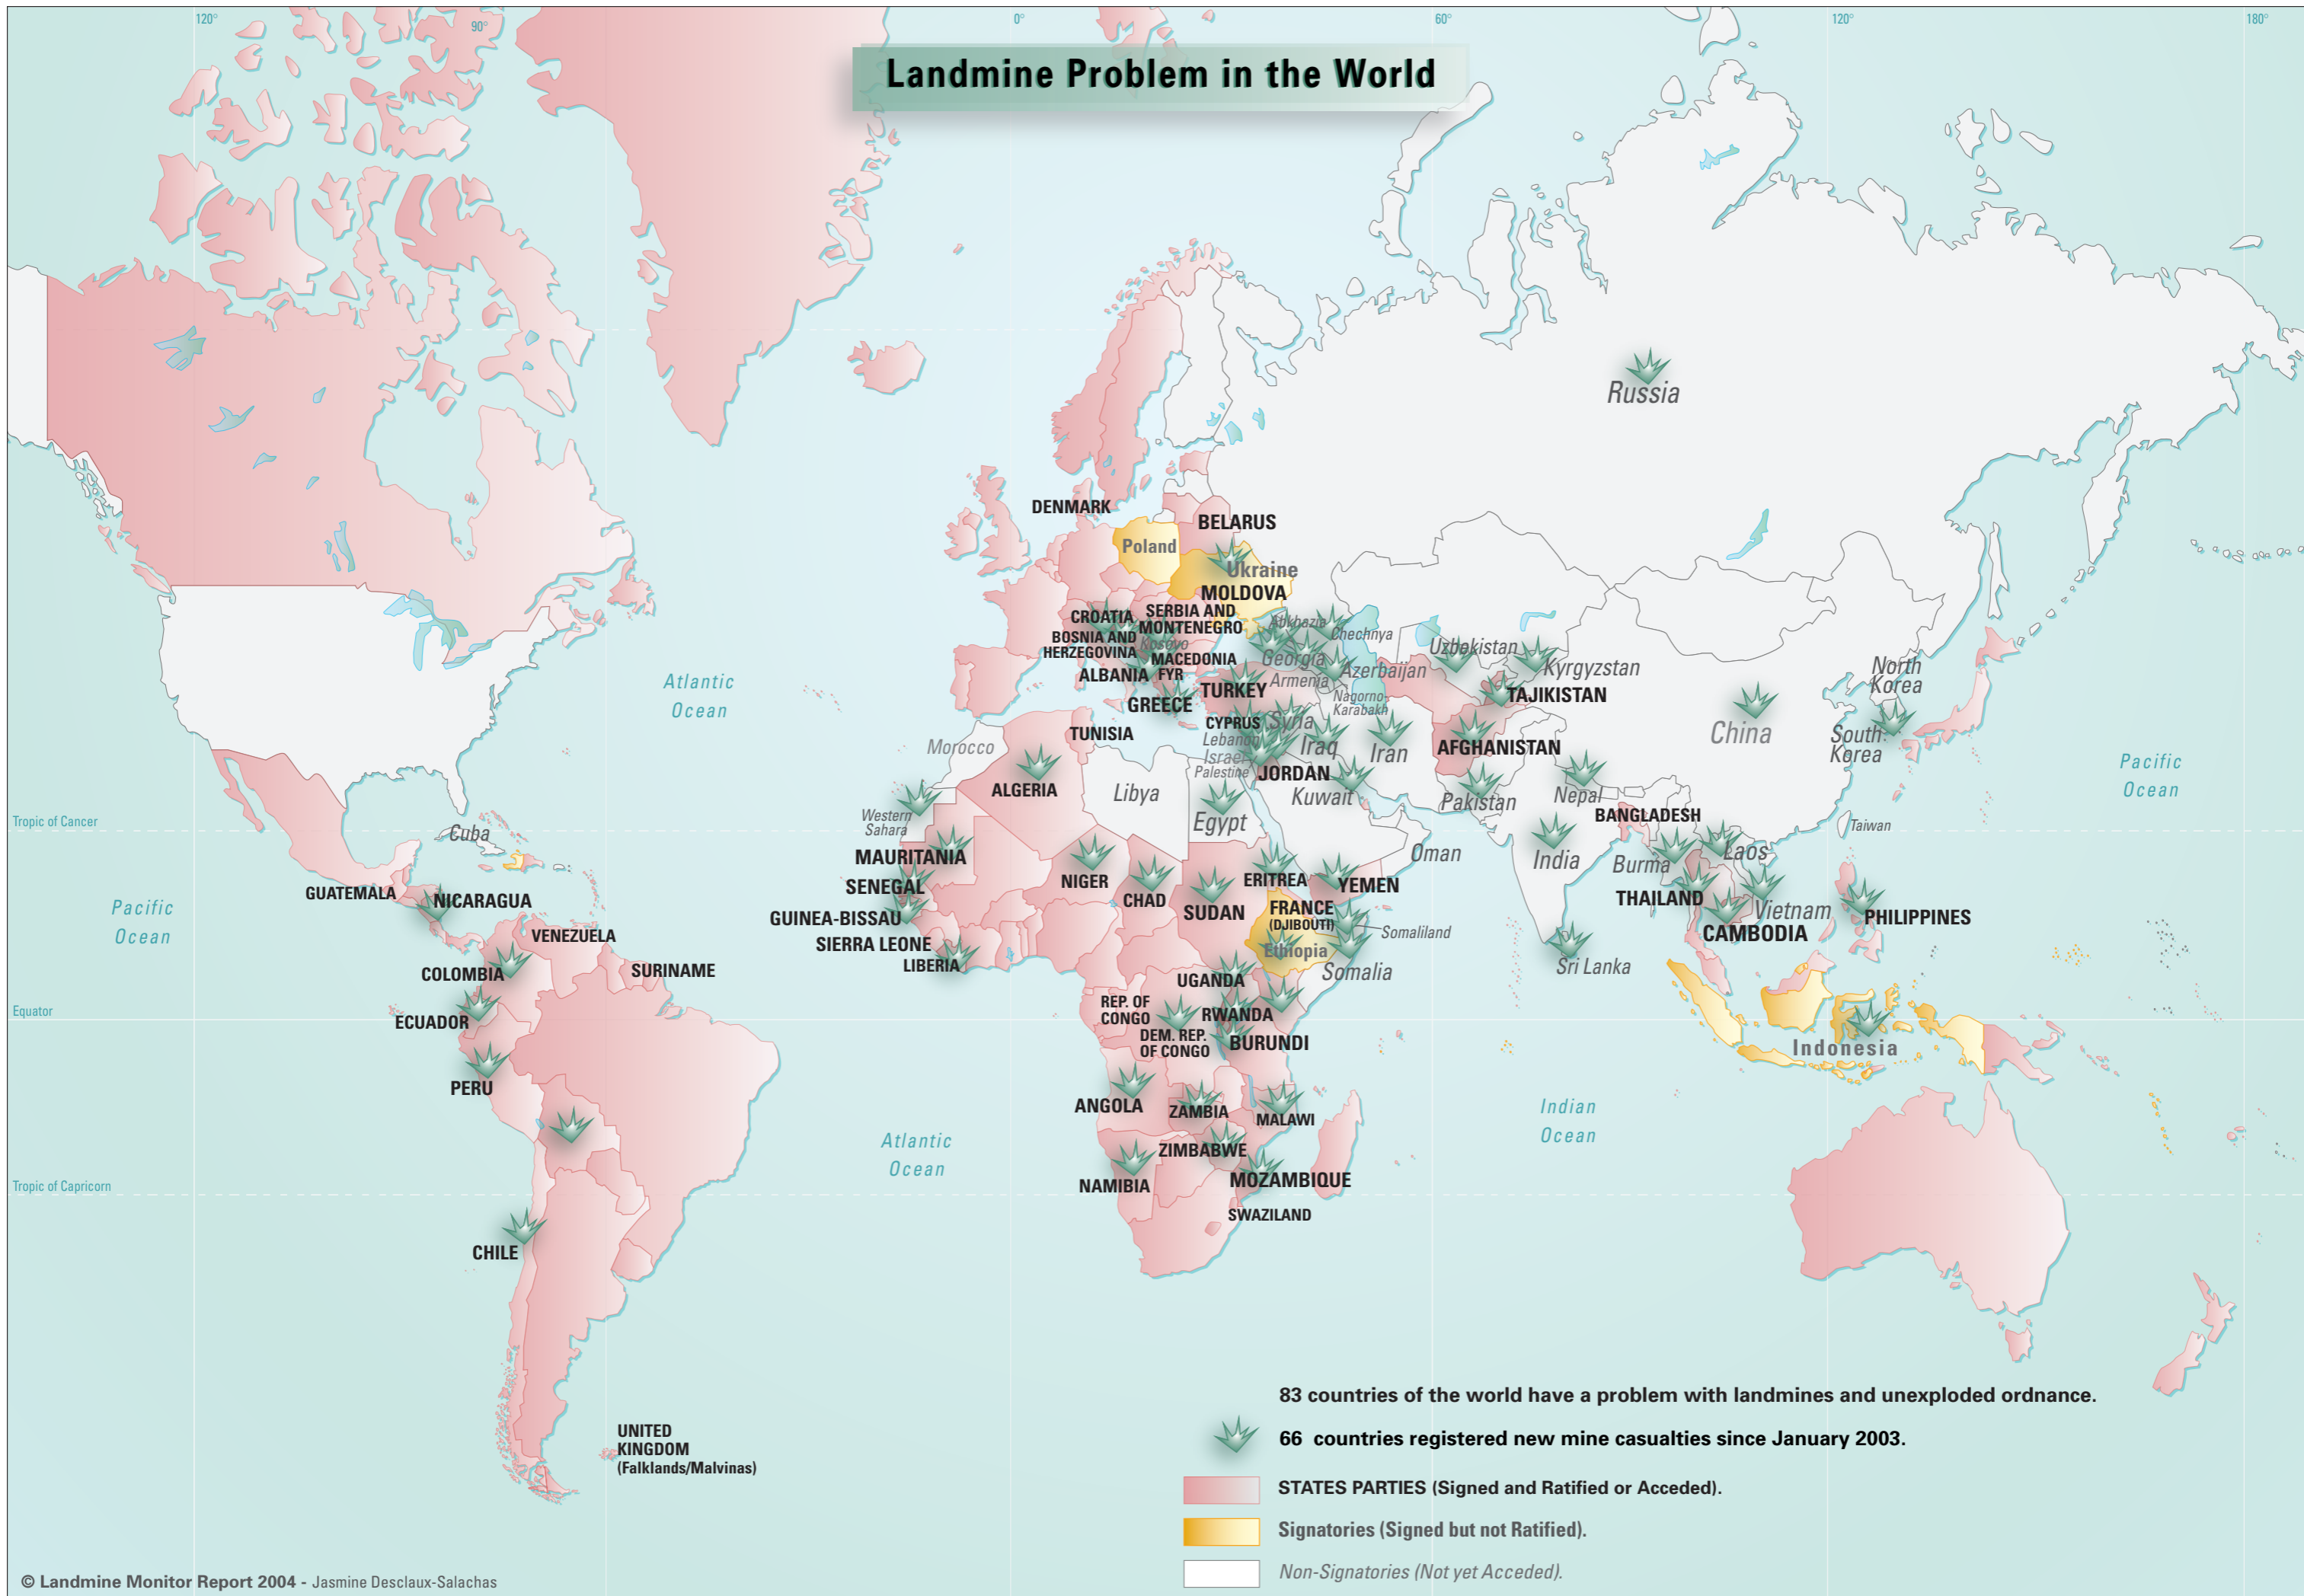 120°
90°
0°
60°
120°
180°
Landmine Problem in the World
Russia
DENMARK
BELARUS
Poland
Ukraine
MOLDOVA
CROATIA
SERBIA AND
MONTENEGRO
BOSNIA AND
HERZEGOVINA
Kosovo
MACEDONIA
FYR
ALBANIA
GREECE
Abkhazia
Chechnya
Georgia
Azerbaijan
Armenia
Nagorno-
Karabakh
TURKEY
Uzbekistan
Kyrgyzstan
TAJIKISTAN
North
Korea
South
Korea
China
Atlantic
Ocean
CYPRUS
Syria
Lebanon
Israel
Palestine
Iraq
Iran
JORDAN
Kuwait
AFGHANISTAN
Pakistan
Nepal
BANGLADESH
Pacific
Ocean
Morocco
TUNISIA
ALGERIA
Libya
Western
Sahara
Egypt
Tropic of Cancer
Cuba
MAURITANIA
Oman
India
Burma
Laos
Taiwan
GUATEMALA
NICARAGUA
SENEGAL
NIGER
CHAD
SUDAN
ERITREA
YEMEN
THAILAND
Vietnam
CAMBODIA
PHILIPPINES
Pacific
Ocean
GUINEA-BISSAU
SIERRA LEONE
LIBERIA
FRANCE
(DJIBOUTI)
Ethiopia
Somaliland
Somalia
Sri Lanka
VENEZUELA
COLOMBIA
SURINAME
UGANDA
Equator
ECUADOR
REP. OF
CONGO
RWANDA
DEM. REP.
OF CONGO
BURUNDI
Indonesia
PERU
ANGOLA
ZAMBIA
MALAWI
Indian
Ocean
Atlantic
Ocean
ZIMBABWE
MOZAMBIQUE
NAMIBIA
Tropic of Capricorn
SWAZILAND
CHILE
UNITED
KINGDOM
(Falklands/Malvinas)
83 countries of the world have a problem with landmines and unexploded ordnance.
66 countries registered new mine casualties since January 2003.
STATES PARTIES (Signed and Ratified or Acceded).
Signatories (Signed but not Ratified).
Non-Signatories (Not yet Acceded).
© Landmine Monitor Report 2004 - Jasmine Desclaux-Salachas